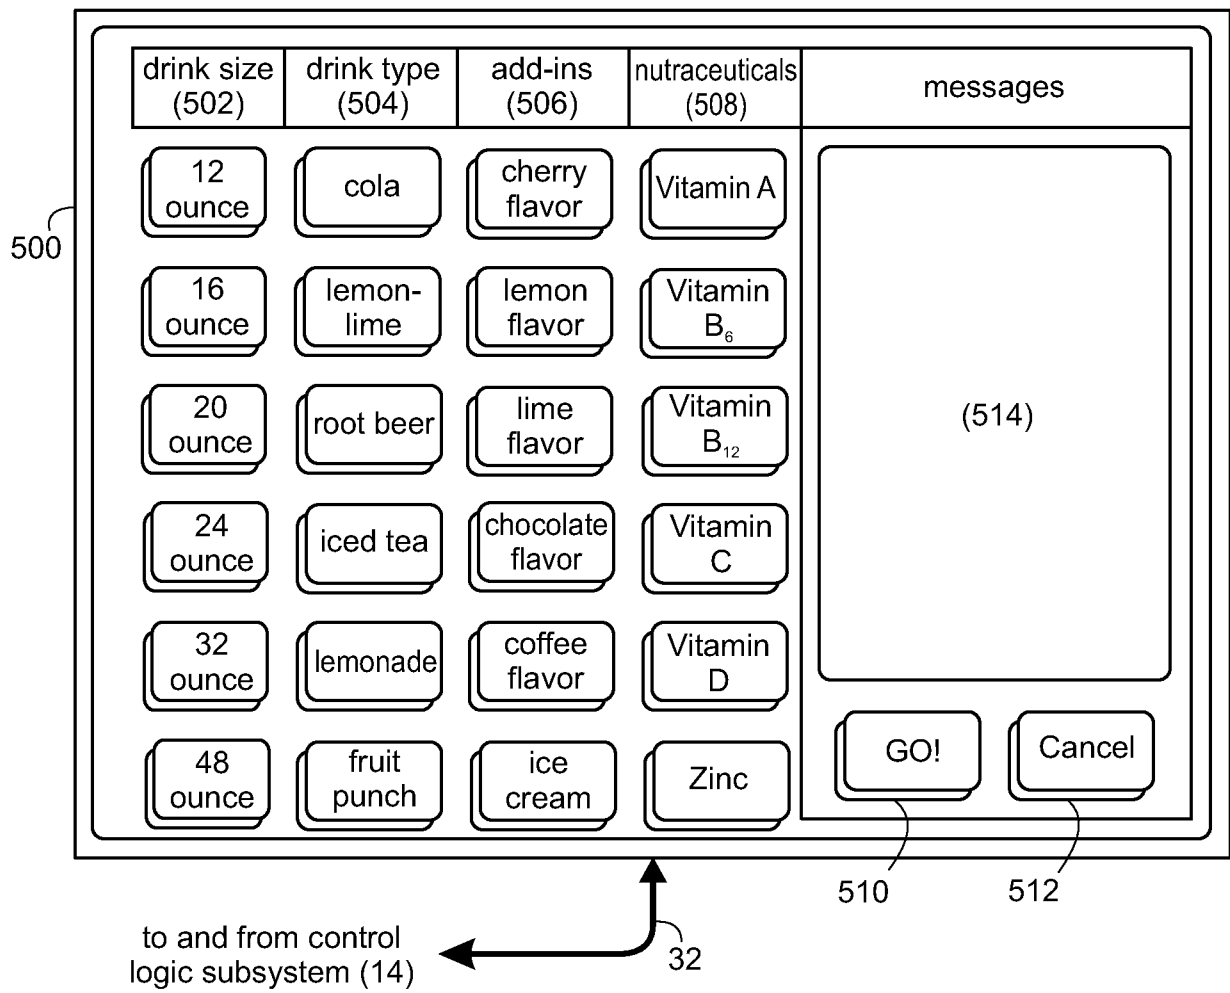 drink size
(502)
drink type
(504)
add-ins
(506)
nutraceuticals
(508)
messages
12
ounce
cola
cherry
flavor
Vitamin A
500
16
ounce
lemon-
lime
lemon
flavor
Vitamin
B₆
20
ounce
root beer
lime
flavor
Vitamin
B₁₂
(514)
24
ounce
iced tea
chocolate
flavor
Vitamin
C
32
ounce
lemonade
coffee
flavor
Vitamin
D
48
ounce
fruit
punch
ice
cream
Zinc
GO!
Cancel
510
512
to and from control
logic subsystem (14)
32